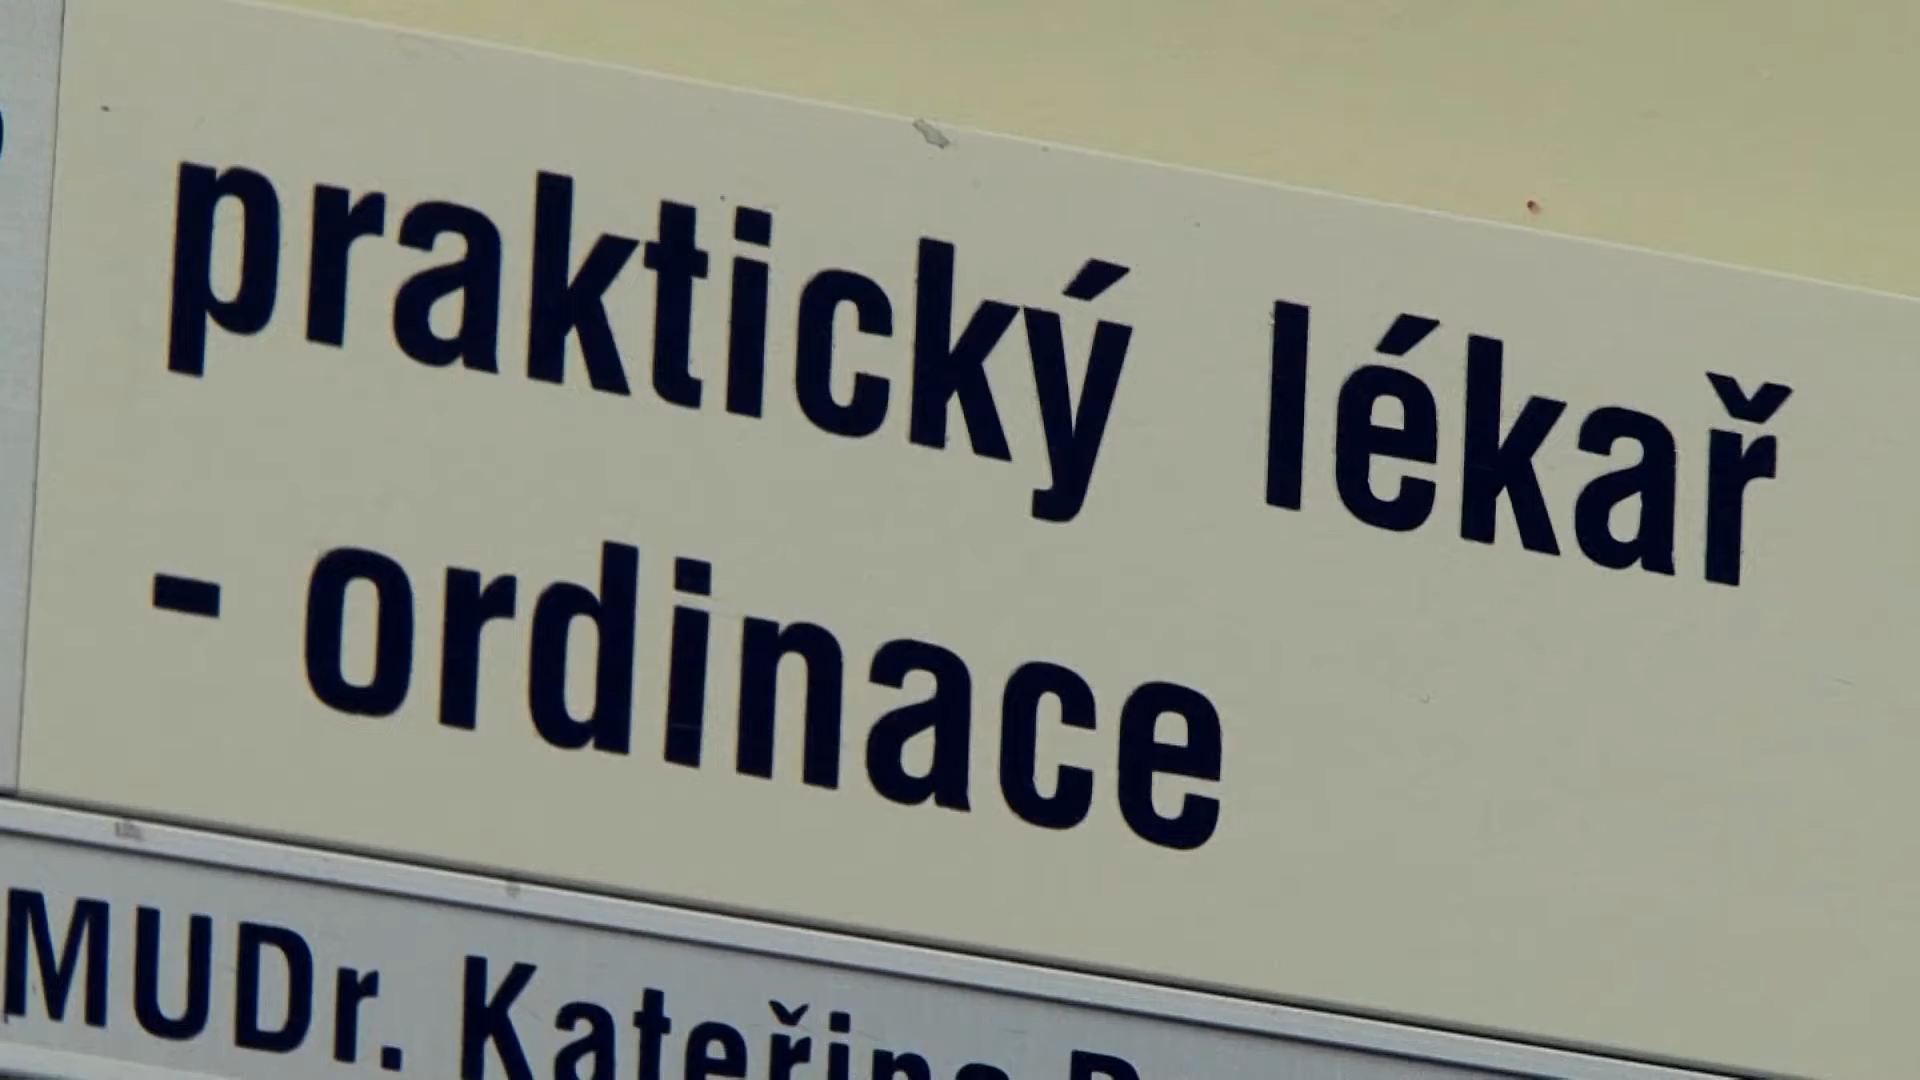 praktický lékař
- ordinace
MUDr. Kateřina